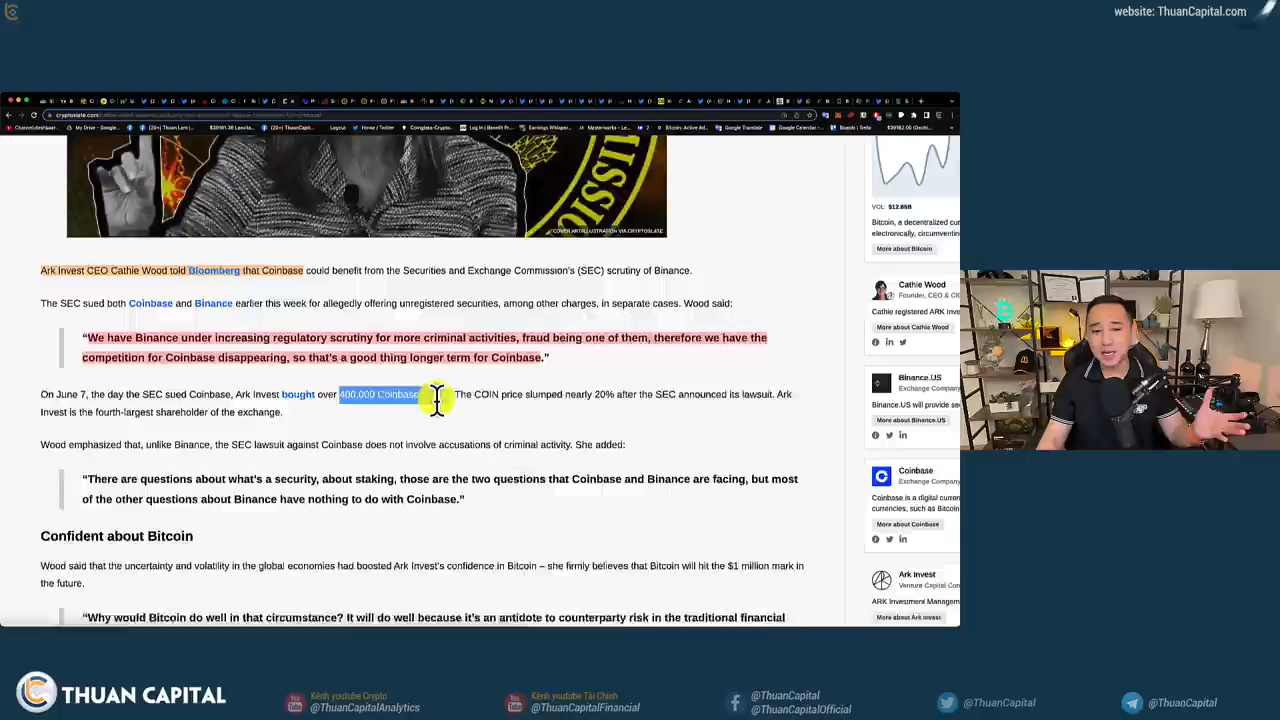 website: ThuanCapital.com
© COVER ART/ILLUSTRATION VIA CRYPTOSLATE
Ark Invest CEO Cathie Wood told Bloomberg that Coinbase could benefit from the Securities and Exchange Commission's (SEC) scrutiny of Binance.
The SEC sued both Coinbase and Binance earlier this week for allegedly offering unregistered securities, among other charges, in separate cases. Wood said:
“We have Binance under increasing regulatory scrutiny for more criminal activities, fraud being one of them, therefore we have the
competition for Coinbase disappearing, so that's a good thing longer term for Coinbase.”
On June 7, the day the SEC sued Coinbase, Ark Invest bought over 400,000 Coinbase The COIN price slumped nearly 20% after the SEC announced its lawsuit. Ark
Invest is the fourth-largest shareholder of the exchange.
Wood emphasized that, unlike Binance, the SEC lawsuit against Coinbase does not involve accusations of criminal activity. She added:
“There are questions about what's a security, about staking, those are the two questions that Coinbase and Binance are facing, but most
of the other questions about Binance have nothing to do with Coinbase.”
Confident about Bitcoin
Wood said that the uncertainty and volatility in the global economies had boosted Ark Invest's confidence in Bitcoin – she firmly believes that Bitcoin will hit the $1 million mark in
the future.
“Why would Bitcoin do well in that circumstance? It will do well because it's an antidote to counterparty risk in the traditional financial
VOL: $12.85B
Bitcoin, a decentralized cur
electronically, circumventin
More about Bitcoin
Cathie Wood
Founder, CEO & CIO
Cathie registered ARK Inve
More about Cathie Wood
Binance.US
Exchange Company
Binance.US will provide se
More about Binance.US
Coinbase
Exchange Company
Coinbase is a digital curren
currencies, such as Bitcoin
More about Coinbase
Ark Invest
Venture Capital Com
ARK Investment Managem
More about Ark Invest
THUAN CAPITAL
Kênh youtube Crypto
@ThuanCapitalAnalytics
Kênh youtube Tài Chính
@ThuanCapitalFinancial
@ThuanCapital
@ThuanCapitalOfficial
@ThuanCapital
@ThuanCapital